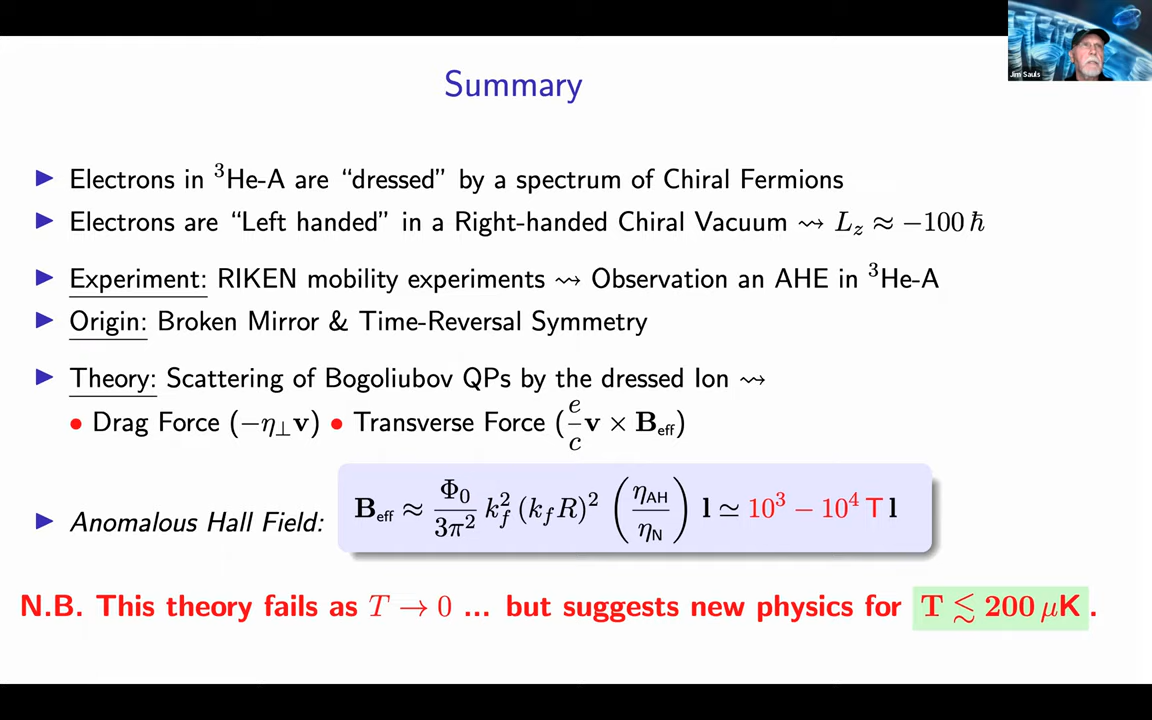 Jim Sauls
Summary
▶ Electrons in ³He-A are “dressed” by a spectrum of Chiral Fermions
▶ Electrons are “Left handed” in a Right-handed Chiral Vacuum ⇝ L_z ≈ −100 ℏ
▶ Experiment: RIKEN mobility experiments ⇝ Observation an AHE in ³He-A
▶ Origin: Broken Mirror & Time-Reversal Symmetry
▶ Theory: Scattering of Bogoliubov QPs by the dressed Ion ⇝
• Drag Force (−η_⊥v) • Transverse Force (e/c v × B_eff)
▶ Anomalous Hall Field: B_eff ≈ Φ₀/3π² k_f² (k_f R)² (η_AH/η_N) l ≃ 10³ − 10⁴ T l
N.B. This theory fails as T → 0 ... but suggests new physics for T ≲ 200 μK.